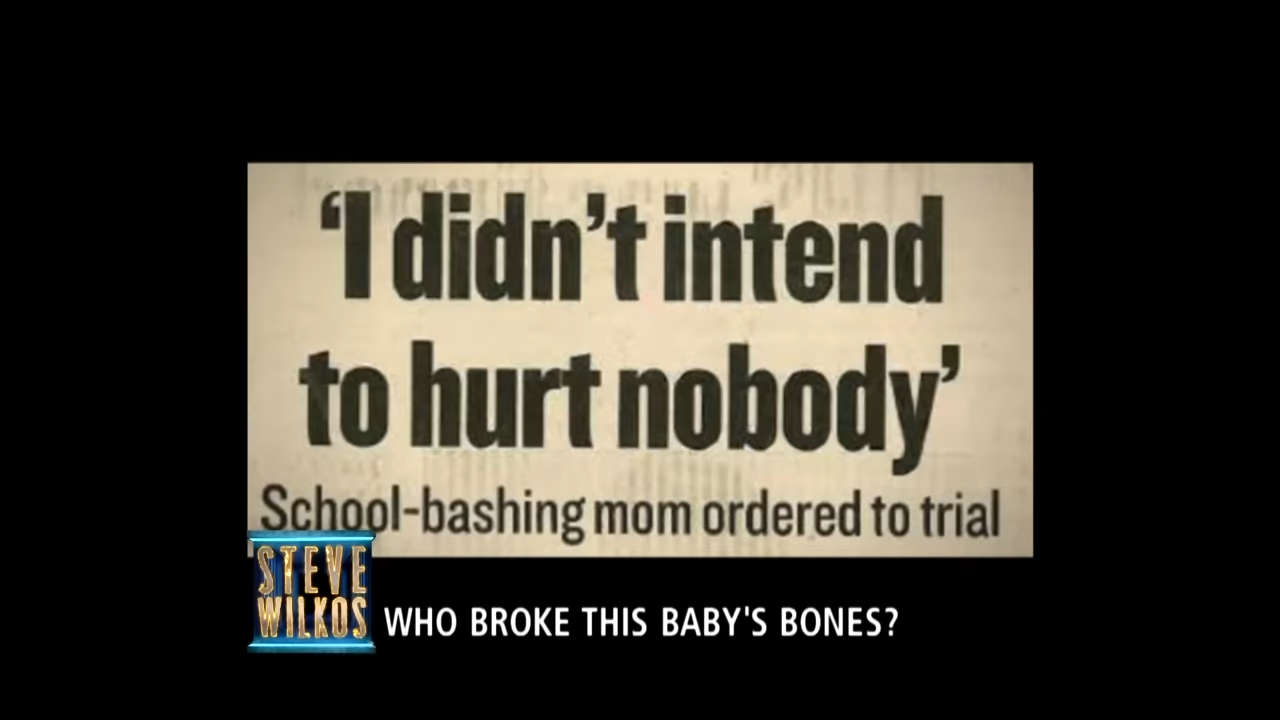 ‘I didn’t intend
to hurt nobody’
School-bashing mom ordered to trial
STEVE
WILKOS
WHO BROKE THIS BABY'S BONES?